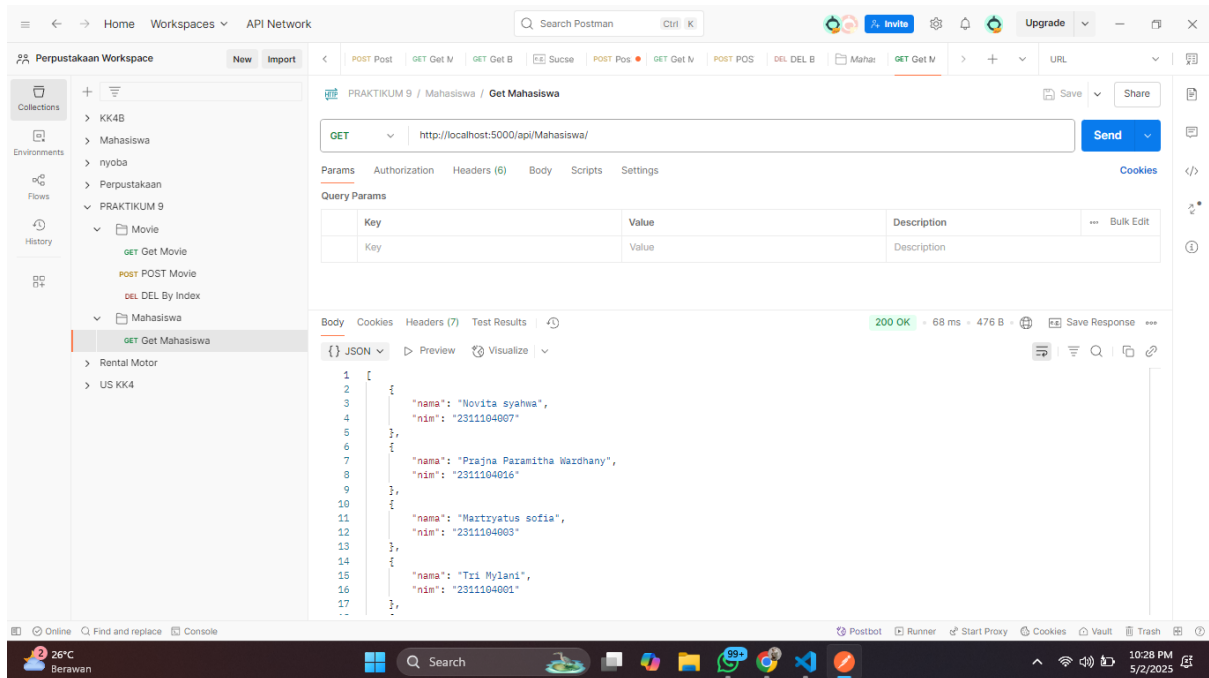 Home Workspaces API Network Search Postman Ctrl K Invite Upgrade
Perpustakaan Workspace New Import POST Post GET Get M GET Get B e.g. Sucse POST Pos GET Get M POST POS DEL DEL B Mahas GET Get M URL
Collections
Environments
Flows
History
KK4B
Mahasiswa
nyoba
Perpustakaan
PRAKTIKUM 9
Movie
GET Get Movie
POST POST Movie
DEL DEL By Index
Mahasiswa
GET Get Mahasiswa
Rental Motor
US KK4
HTTP PRAKTIKUM 9 / Mahasiswa / Get Mahasiswa Save Share
GET http://localhost:5000/api/Mahasiswa/ Send
Params Authorization Headers (6) Body Scripts Settings Cookies
Query Params
Key Value Description Bulk Edit
Key Value Description
Body Cookies Headers (7) Test Results 200 OK 68 ms 476 B e.g. Save Response
{} JSON Preview Visualize
1 [
2 {
3 "nama": "Novita syahwa",
4 "nim": "2311104007"
5 },
6 {
7 "nama": "Prajna Paramitha Wardhany",
8 "nim": "2311104016"
9 },
10 {
11 "nama": "Martryatus sofia",
12 "nim": "2311104003"
13 },
14 {
15 "nama": "Tri Mylani",
16 "nim": "2311104001"
17 },
Online Find and replace Console Postbot Runner Start Proxy Cookies Vault Trash
2 26°C
Berawan
Search
99+
10:28 PM
5/2/2025